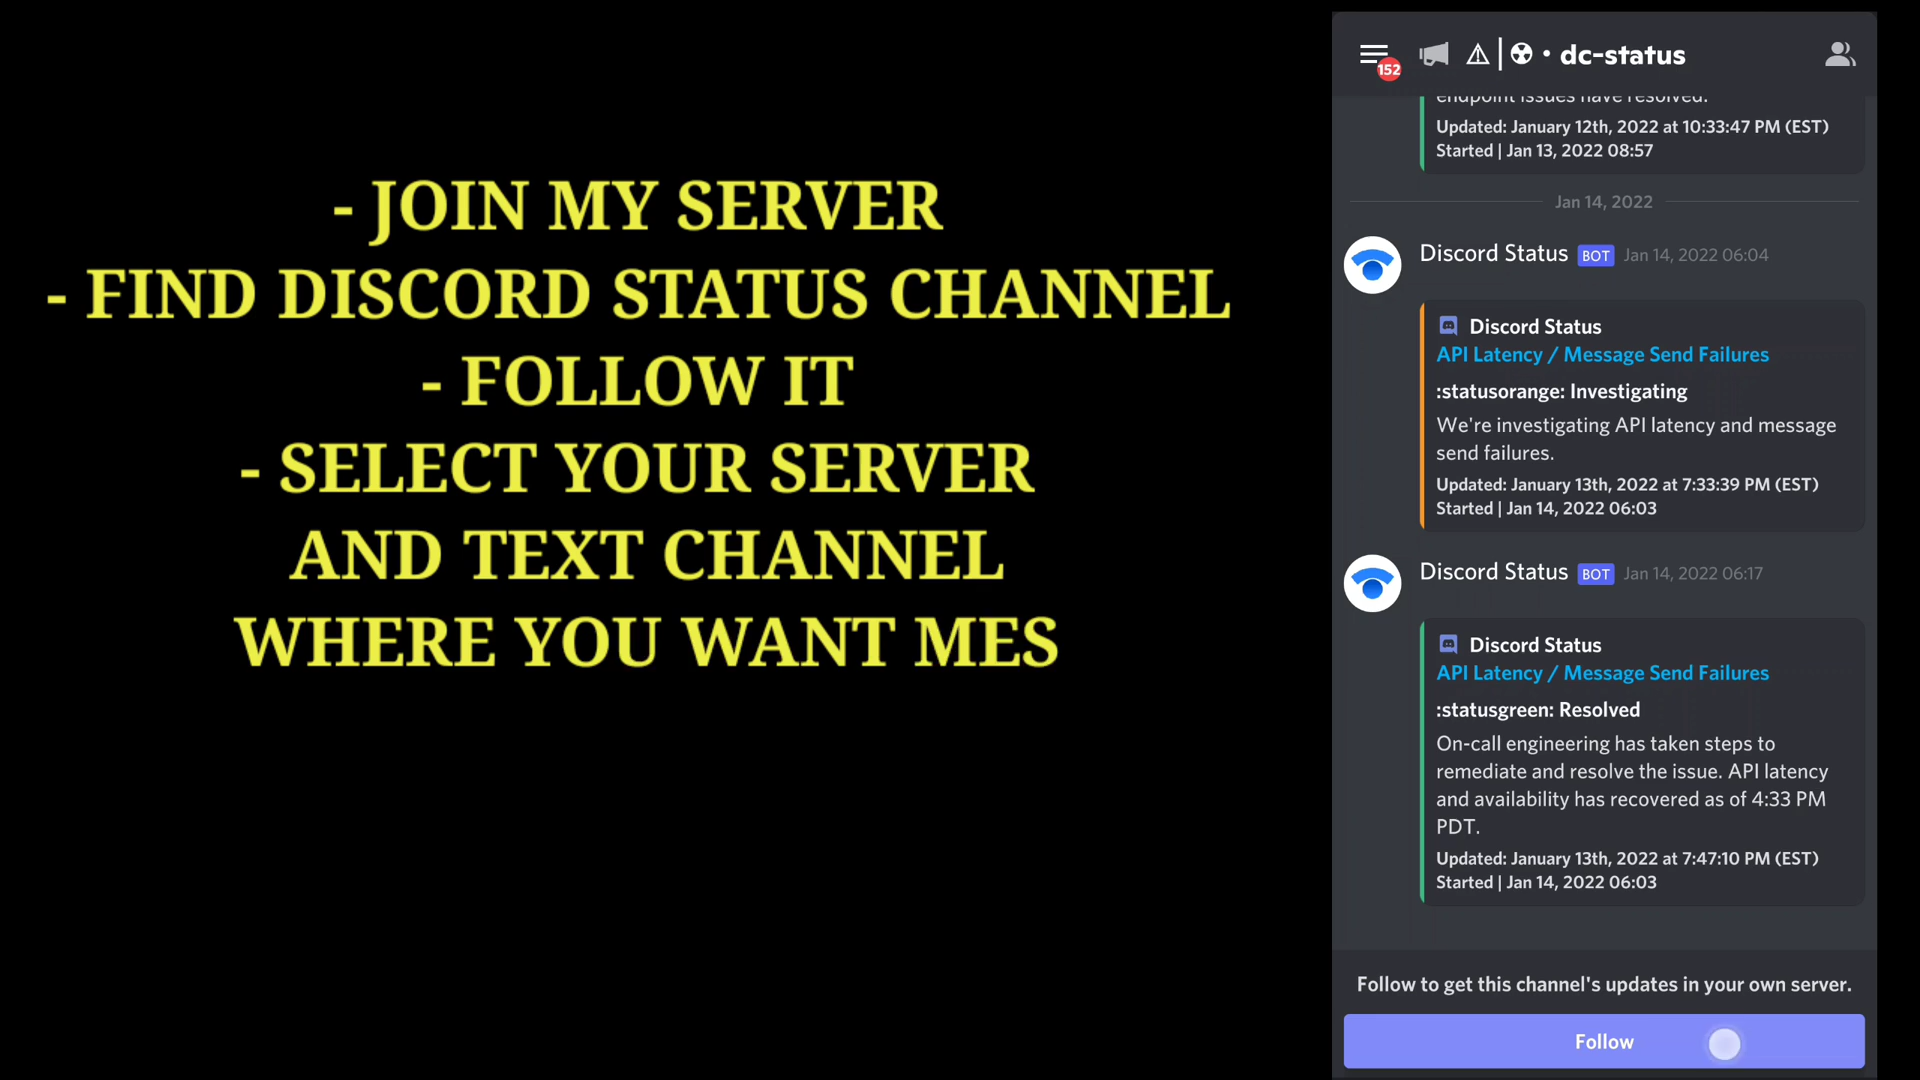 - JOIN MY SERVER
- FIND DISCORD STATUS CHANNEL
- FOLLOW IT
- SELECT YOUR SERVER
AND TEXT CHANNEL
WHERE YOU WANT MES
152
• dc-status
endpoint issues have resolved.
Updated: January 12th, 2022 at 10:33:47 PM (EST)
Started | Jan 13, 2022 08:57
Jan 14, 2022
Discord Status BOT Jan 14, 2022 06:04
Discord Status
API Latency / Message Send Failures
:statusorange: Investigating
We're investigating API latency and message
send failures.
Updated: January 13th, 2022 at 7:33:39 PM (EST)
Started | Jan 14, 2022 06:03
Discord Status BOT Jan 14, 2022 06:17
Discord Status
API Latency / Message Send Failures
:statusgreen: Resolved
On-call engineering has taken steps to
remediate and resolve the issue. API latency
and availability has recovered as of 4:33 PM
PDT.
Updated: January 13th, 2022 at 7:47:10 PM (EST)
Started | Jan 14, 2022 06:03
Follow to get this channel's updates in your own server.
Follow